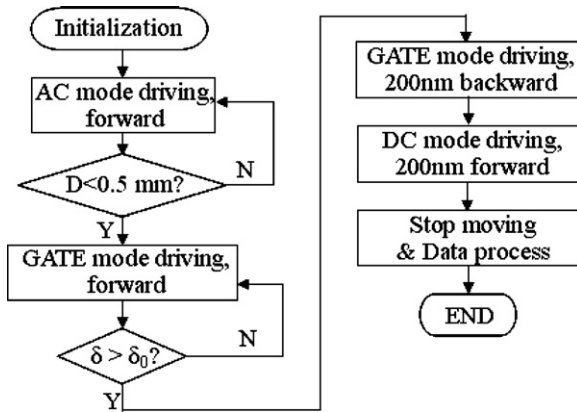 Initialization
AC mode driving,
forward
D<0.5 mm?
N
Y
GATE mode driving,
forward
N
δ > δ₀?
Y
GATE mode driving,
200nm backward
DC mode driving,
200nm forward
Stop moving
& Data process
END